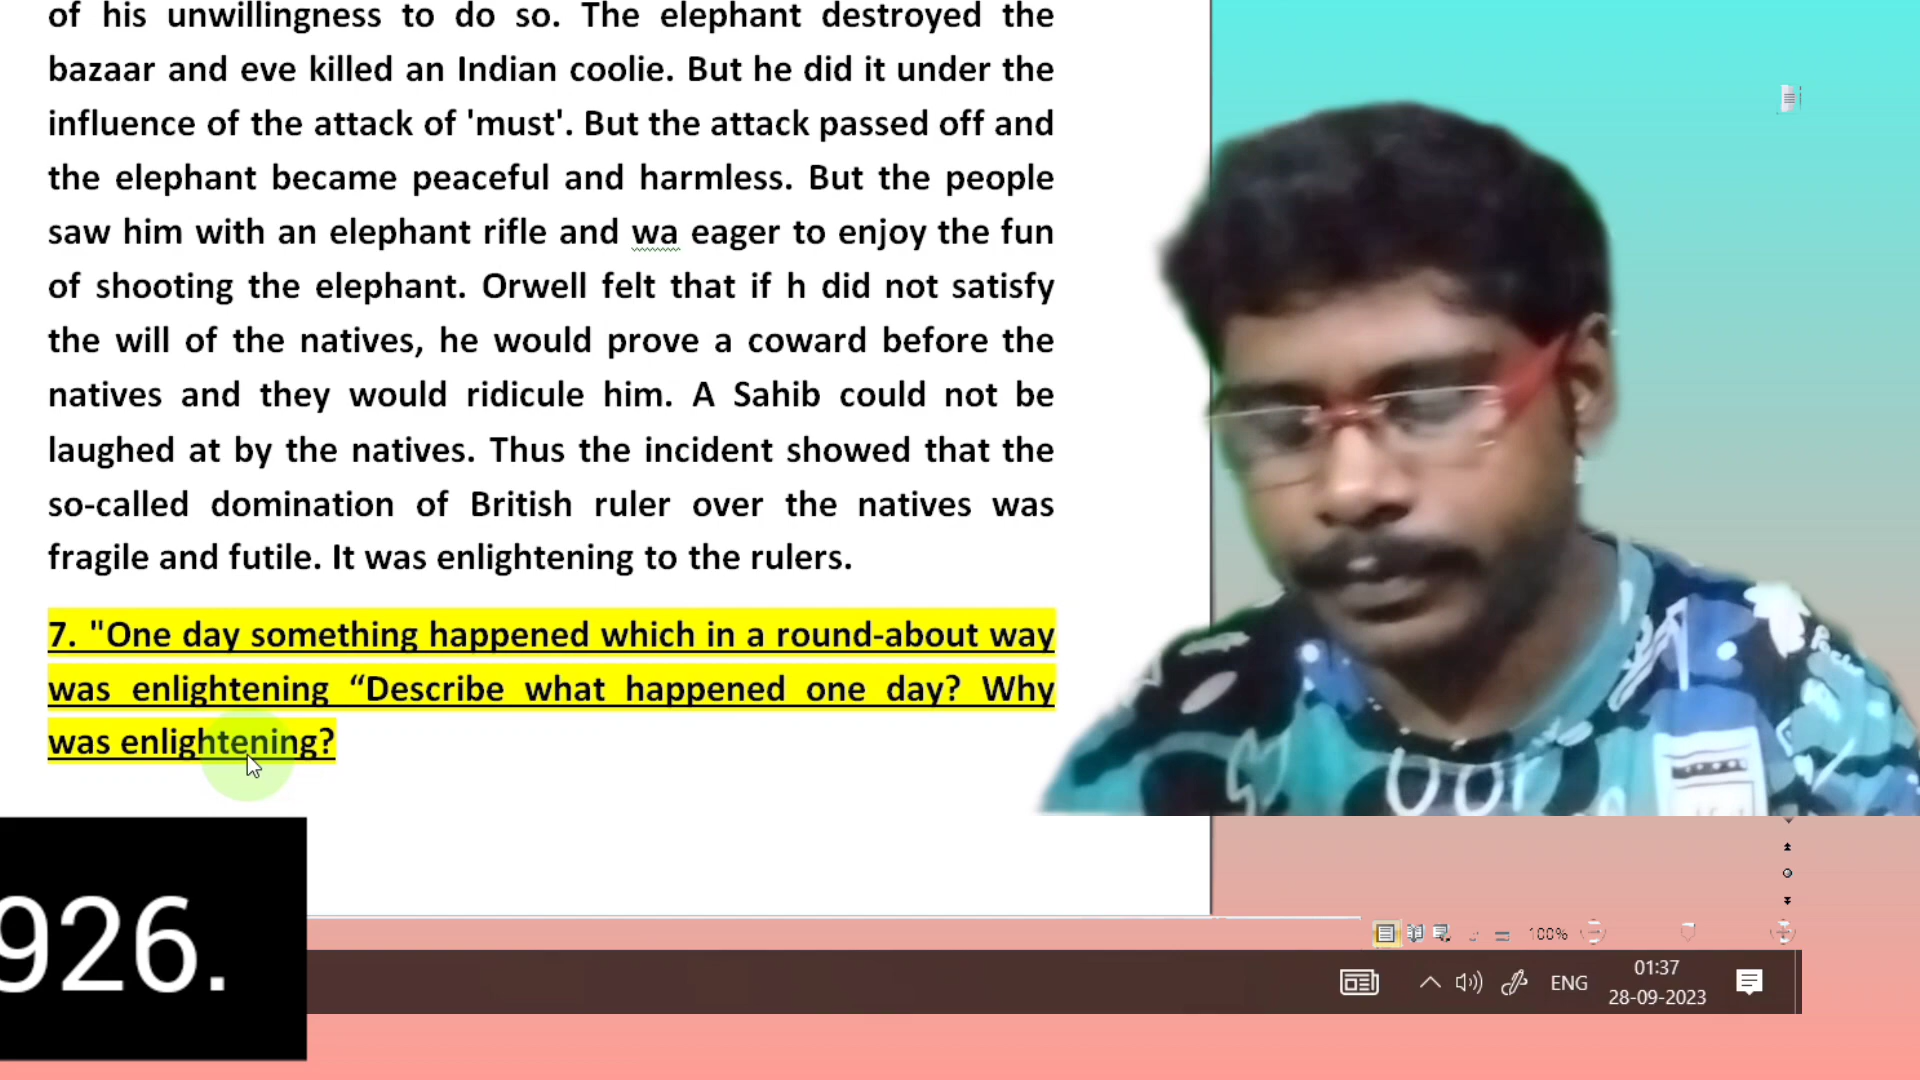 of his unwillingness to do so. The elephant destroyed the
bazaar and eve killed an Indian coolie. But he did it under the
influence of the attack of 'must'. But the attack passed off and
the elephant became peaceful and harmless. But the people
saw him with an elephant rifle and wa eager to enjoy the fun
of shooting the elephant. Orwell felt that if h did not satisfy
the will of the natives, he would prove a coward before the
natives and they would ridicule him. A Sahib could not be
laughed at by the natives. Thus the incident showed that the
so-called domination of British ruler over the natives was
fragile and futile. It was enlightening to the rulers.
7. "One day something happened which in a round-about way
was enlightening “Describe what happened one day? Why
was enlightening?
926.
100%
ENG
01:37
28-09-2023